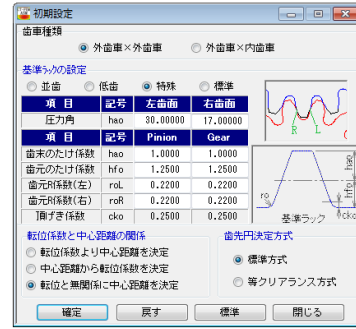 初期設定
歯車種類
外歯車×外歯車 外歯車×内歯車
基準ラックの設定
並歯 低歯 特殊 標準
項 目 記号 左歯面 右歯面
圧力角 hao 30.00000 17.00000
項 目 記号 Pinion Gear
歯末のたけ係数 hao 1.0000 1.0000
歯元のたけ係数 hfo 1.2500 1.2500
歯元R係数(左) roL 0.2200 0.2200
歯元R係数(右) roR 0.2200 0.2200
頂げき係数 cko 0.2500 0.2500
R L
hao
hfo
ro
cko
基準ラック
転位係数と中心距離の関係
転位係数より中心距離を決定
中心距離から転位係数を決定
転位と無関係に中心距離を決定
歯先円決定方式
標準方式
等クリアランス方式
確定 戻す 標準 閉じる